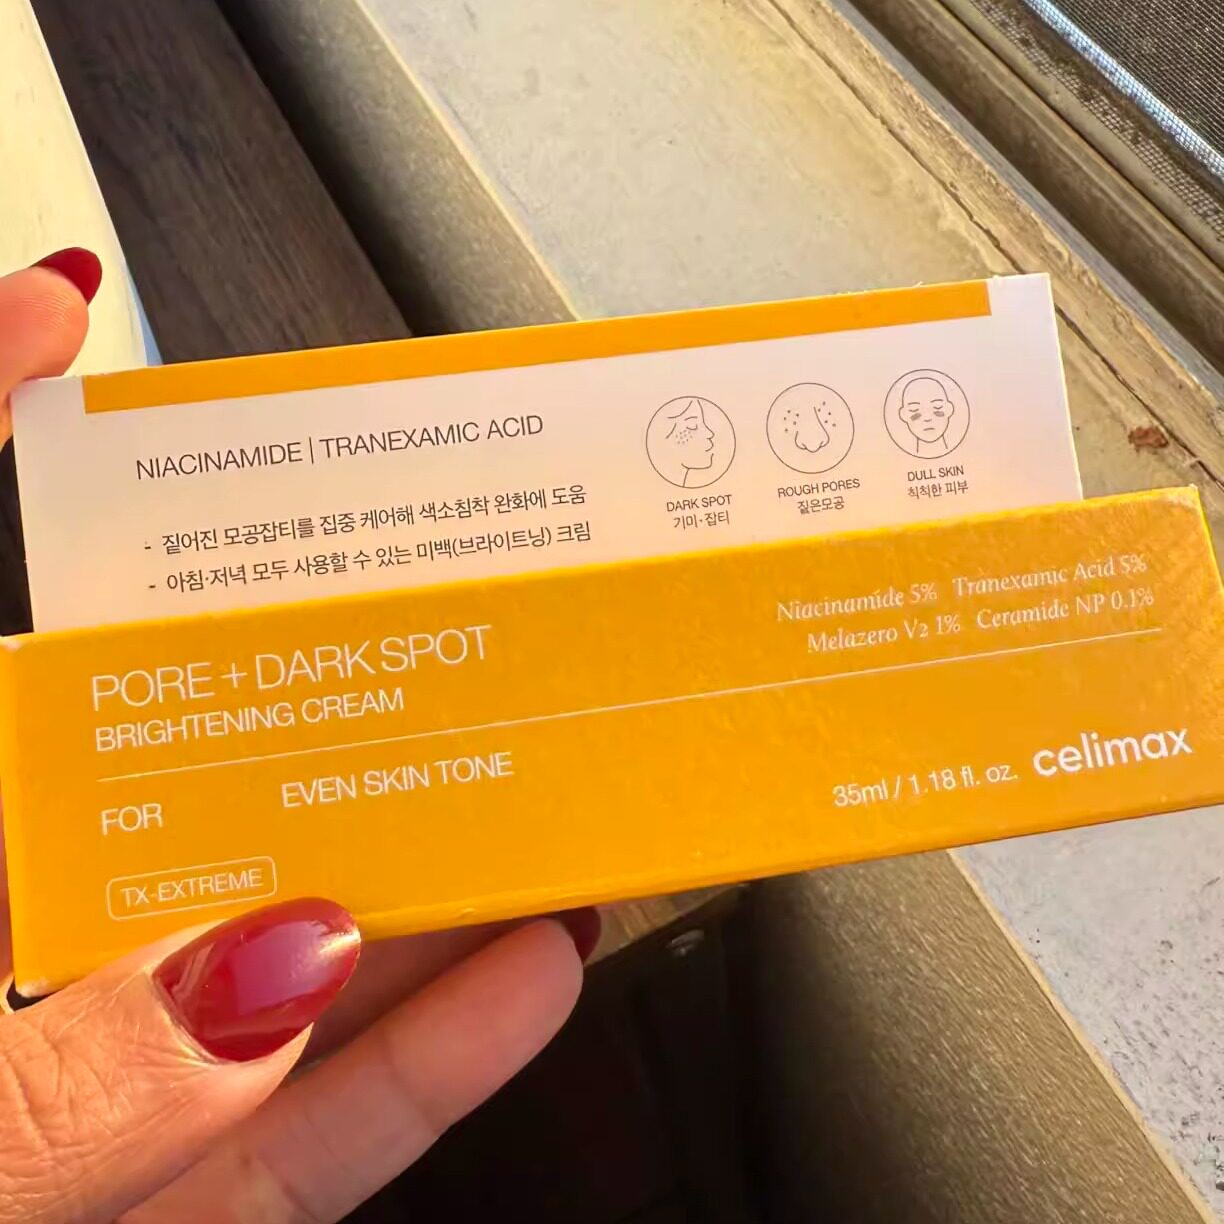 NIACINAMIDE | TRANEXAMIC ACID
- 짙어진 모공잡티를 집중 케어해 색소침착 완화에 도움
- 아침·저녁 모두 사용할 수 있는 미백(브라이트닝) 크림
DARK SPOT
기미·잡티
ROUGH PORES
짙은모공
DULL SKIN
칙칙한 피부
PORE + DARK SPOT
BRIGHTENING CREAM
Niacinamide 5% Tranexamic Acid 5%
Melazero V2 1% Ceramide NP 0.1%
FOR
EVEN SKIN TONE
35ml / 1.18 fl. oz. celimax
TX-EXTREME